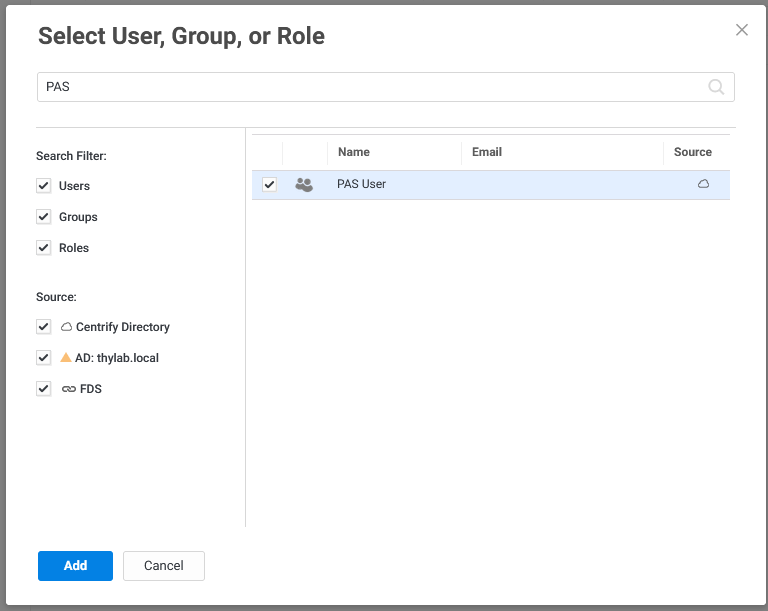 Select User, Group, or Role
PAS
Search Filter:
Users
Groups
Roles
Source:
Centrify Directory
AD: thylab.local
FDS
Name Email Source
PAS User
Add Cancel